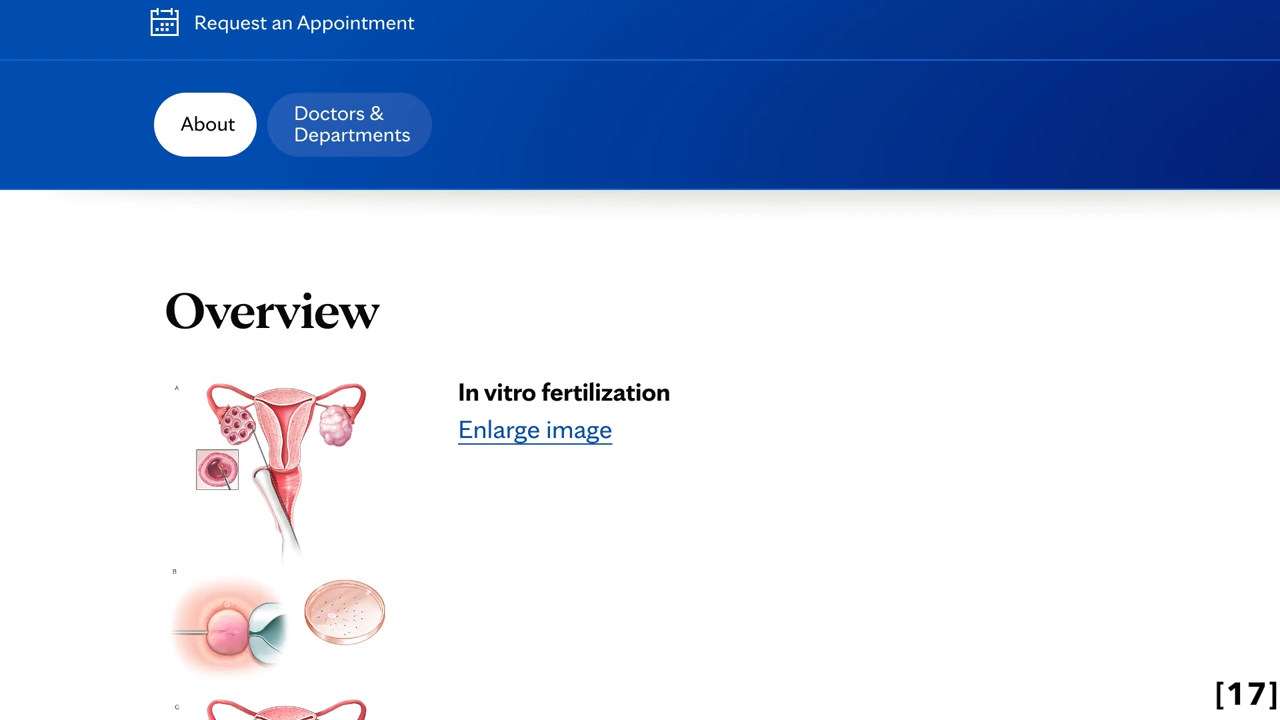 Request an Appointment
About
Doctors &
Departments
Overview
A
In vitro fertilization
Enlarge image
B
C
[17]